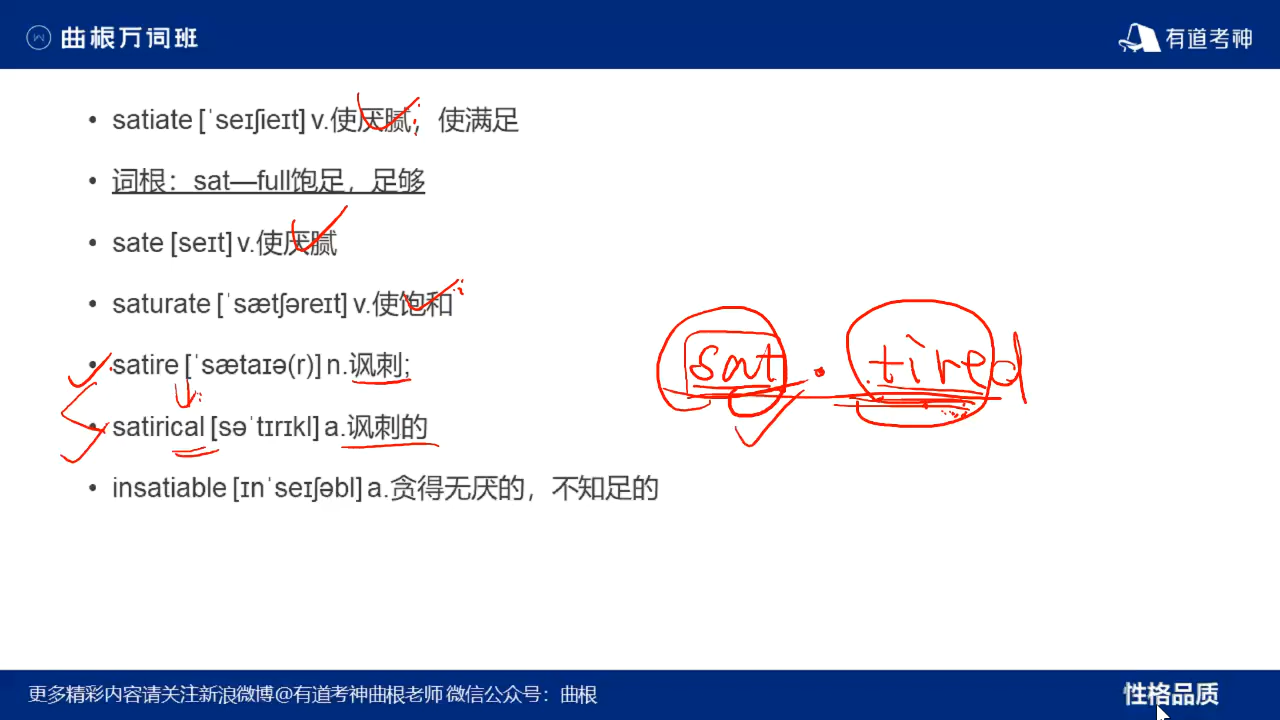 曲根万词班
有道考神
• satiate [ˈseɪʃieɪt] v.使厌腻；使满足
• 词根：sat—full饱足，足够
• sate [seɪt] v.使厌腻
• saturate [ˈsætʃəreɪt] v.使饱和
• satire [ˈsætaɪə(r)] n.讽刺;
• satirical [səˈtɪrɪkl] a.讽刺的
• insatiable [ɪnˈseɪʃəbl] a.贪得无厌的，不知足的
sat · tired
更多精彩内容请关注新浪微博@有道考神曲根老师 微信公众号：曲根
性格品质